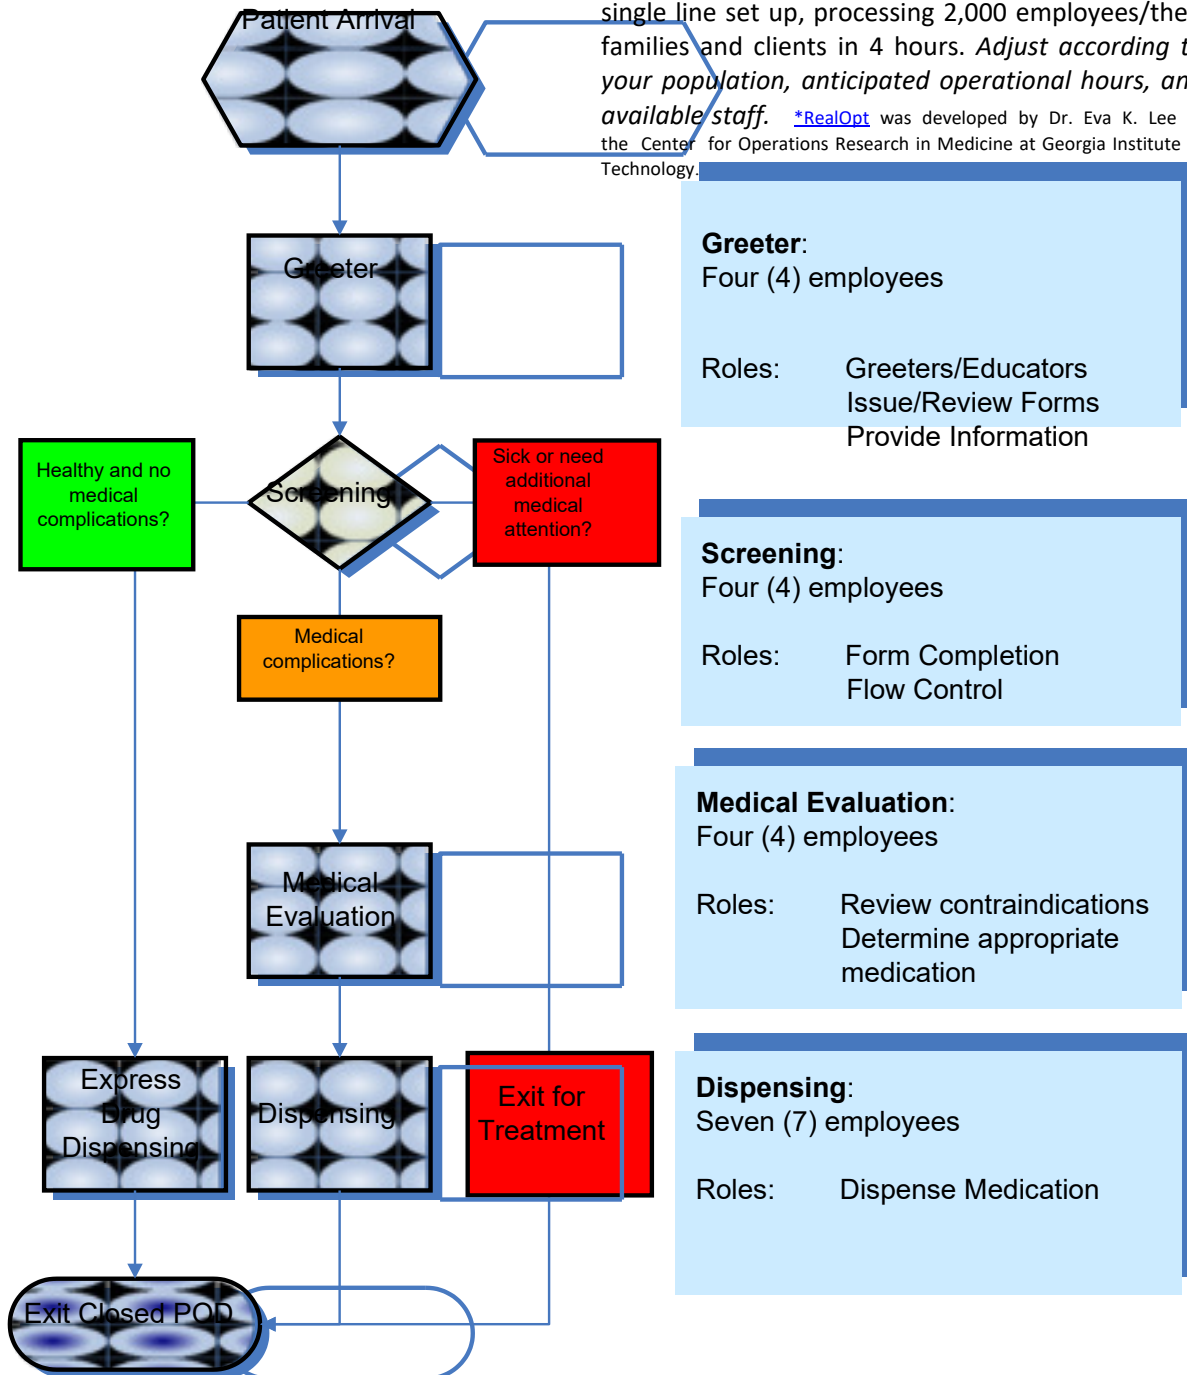 Patient Arrival
single line set up, processing 2,000 employees/the
families and clients in 4 hours. Adjust according t
your population, anticipated operational hours, an
available staff. *RealOpt was developed by Dr. Eva K. Lee
the Center for Operations Research in Medicine at Georgia Institute
Technology.
Greeter
Greeter:
Four (4) employees
Roles: Greeters/Educators
Issue/Review Forms
Provide Information
Healthy and no
medical
complications?
Screening
Sick or need
additional
medical
attention?
Medical
complications?
Screening:
Four (4) employees
Roles: Form Completion
Flow Control
Medical
Evaluation
Medical Evaluation:
Four (4) employees
Roles: Review contraindications
Determine appropriate
medication
Express
Drug
Dispensing
Dispensing
Exit for
Treatment
Dispensing:
Seven (7) employees
Roles: Dispense Medication
Exit Closed POD